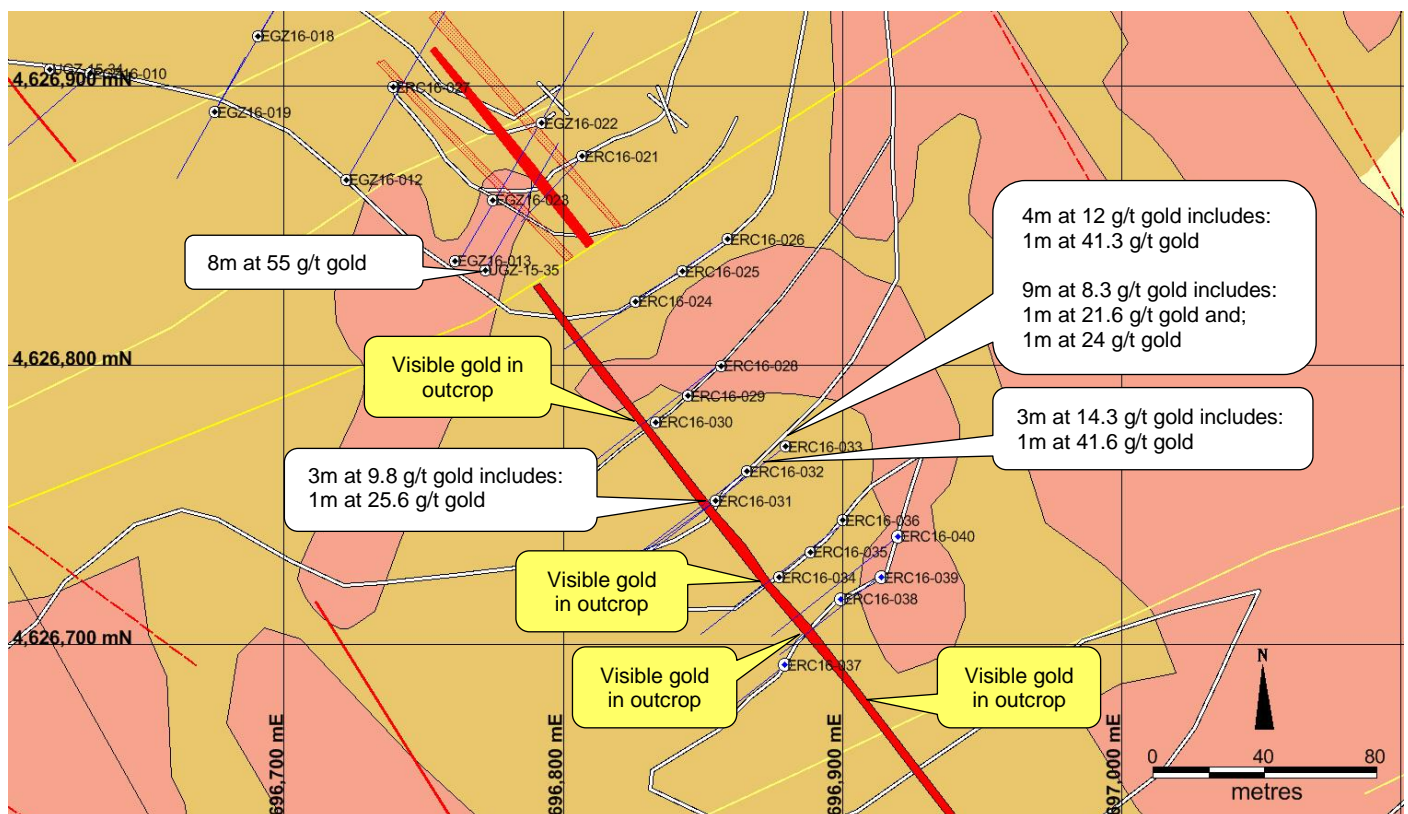 EGZ16-018
UGZ-15-34
EGZ16-010
4,626,900 mN
ERC16-027
EGZ16-019
EGZ16-022
ERC16-021
EGZ16-012
EGZ16-023
4m at 12 g/t gold includes:
1m at 41.3 g/t gold
9m at 8.3 g/t gold includes:
1m at 21.6 g/t gold and;
1m at 24 g/t gold
ERC16-026
8m at 55 g/t gold
EGZ16-013
UGZ-15-35
ERC16-025
ERC16-024
4,626,800 mN
Visible gold in
outcrop
ERC16-028
ERC16-029
ERC16-030
3m at 14.3 g/t gold includes:
1m at 41.6 g/t gold
ERC16-033
ERC16-032
3m at 9.8 g/t gold includes:
1m at 25.6 g/t gold
ERC16-031
ERC16-036
ERC16-040
ERC16-035
Visible gold
in outcrop
ERC16-034
ERC16-039
ERC16-038
4,626,700 mN
ERC16-037
Visible gold
in outcrop
Visible gold
in outcrop
N
696,700 mE
696,800 mE
696,900 mE
697,000 mE
0 40 80
metres